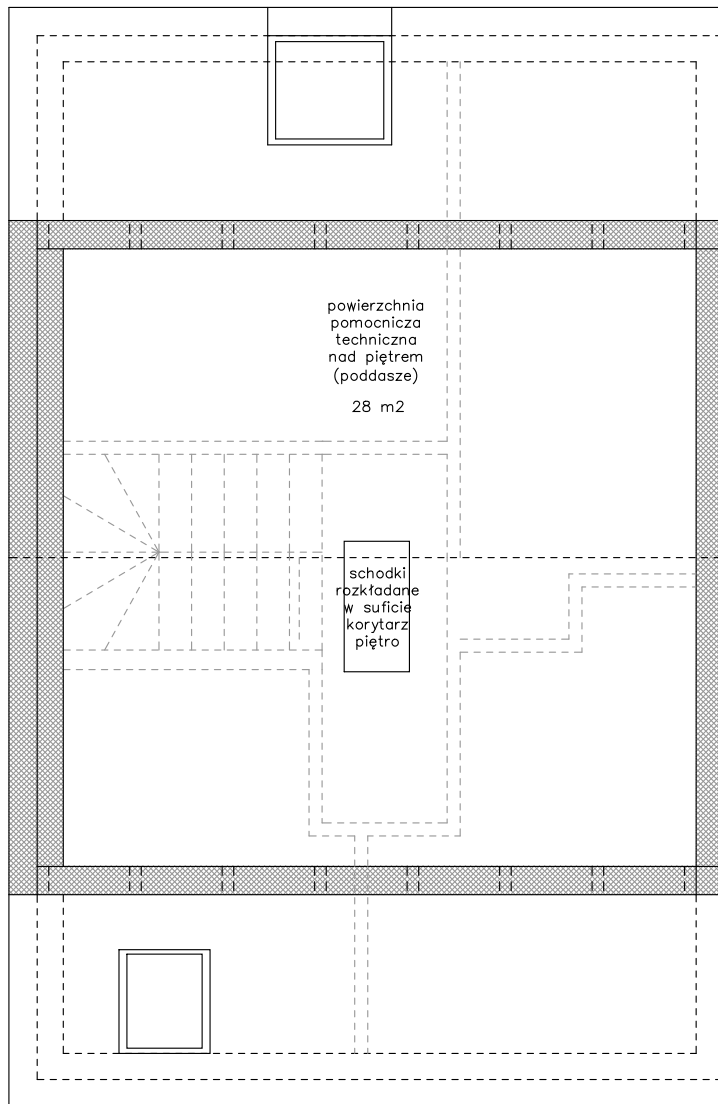 powierzchnia
pomocnicza
techniczna
nad piętrem
(poddasze)
28 m2
schodki
rozkładane
w suficie
korytarz
piętro